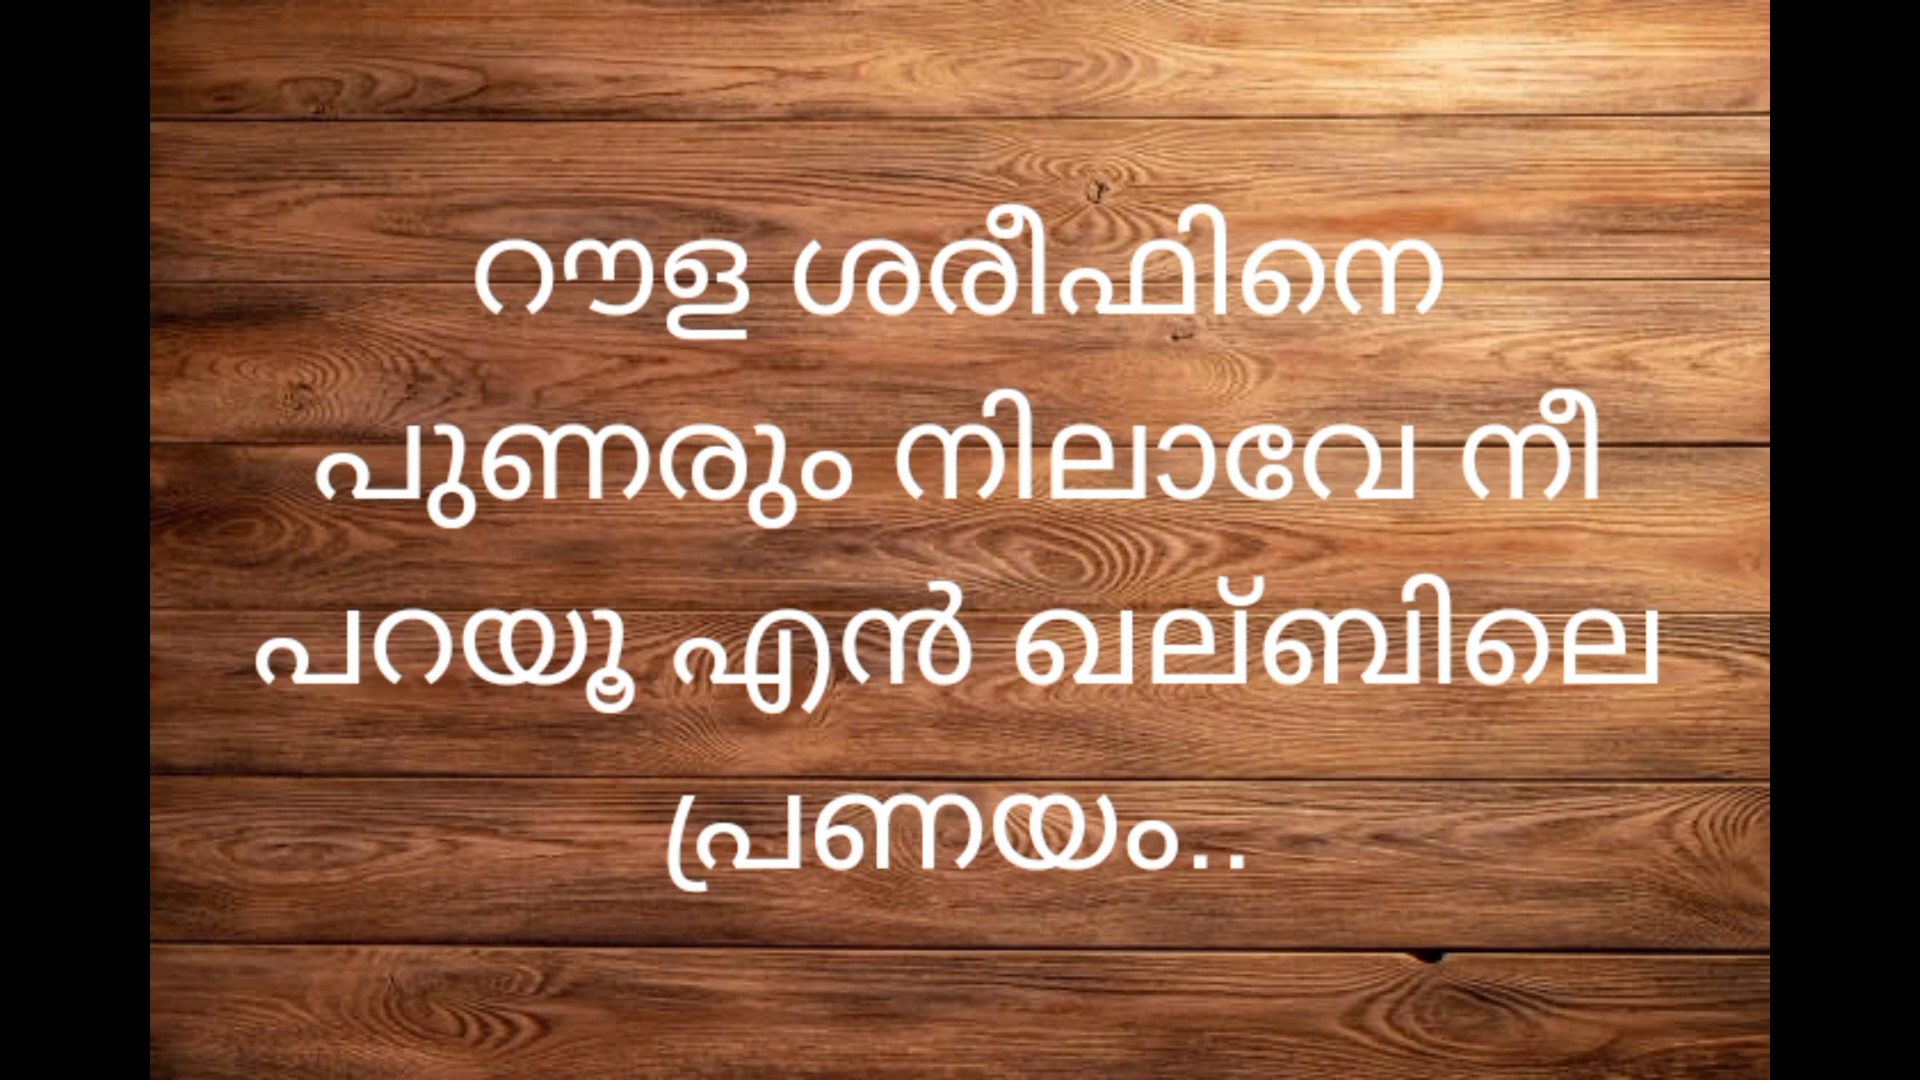 റൗള ശരീഫിനെ
പുണരും നിലാവേ നീ
പറയൂ എൻ ഖല്ബിലെ
പ്രണയം..